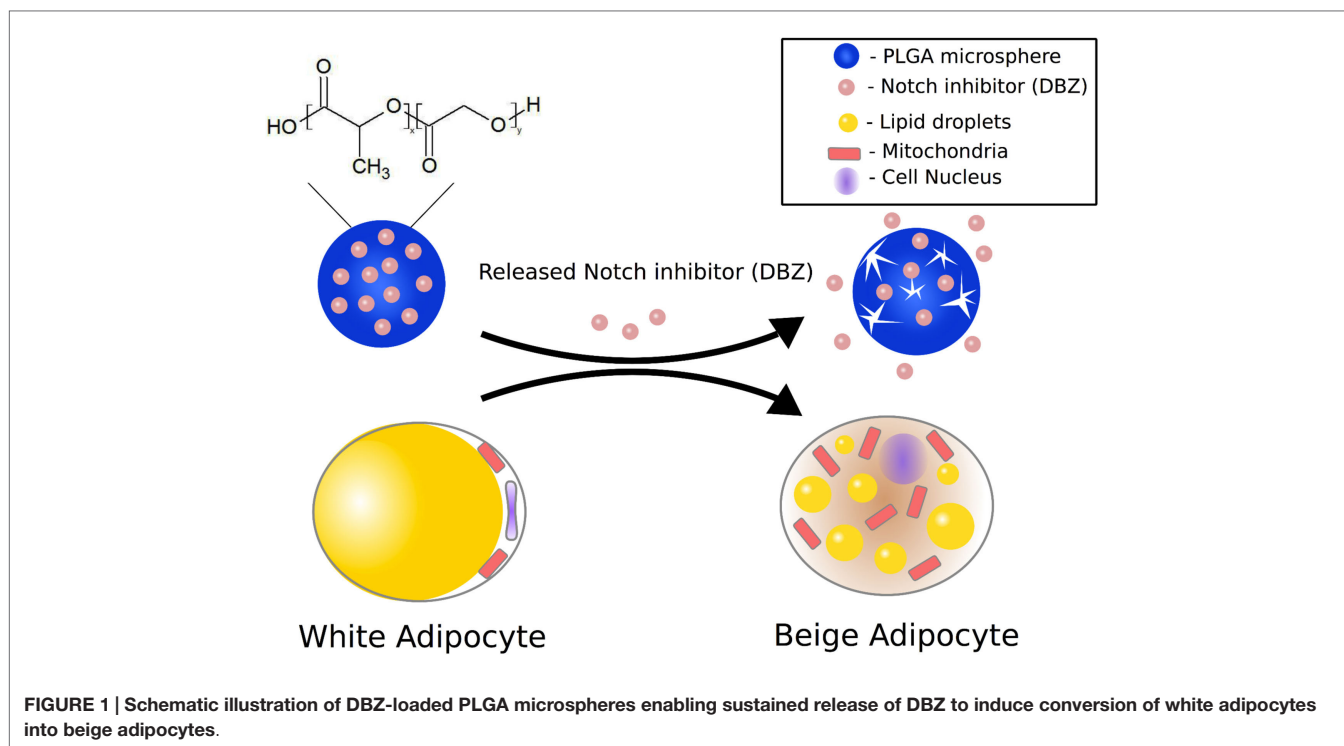 O
HO
O
x
CH3
O
O
y
H
- PLGA microsphere
- Notch inhibitor (DBZ)
- Lipid droplets
- Mitochondria
- Cell Nucleus
Released Notch inhibitor (DBZ)
White Adipocyte
Beige Adipocyte
FIGURE 1 | Schematic illustration of DBZ-loaded PLGA microspheres enabling sustained release of DBZ to induce conversion of white adipocytes
into beige adipocytes.